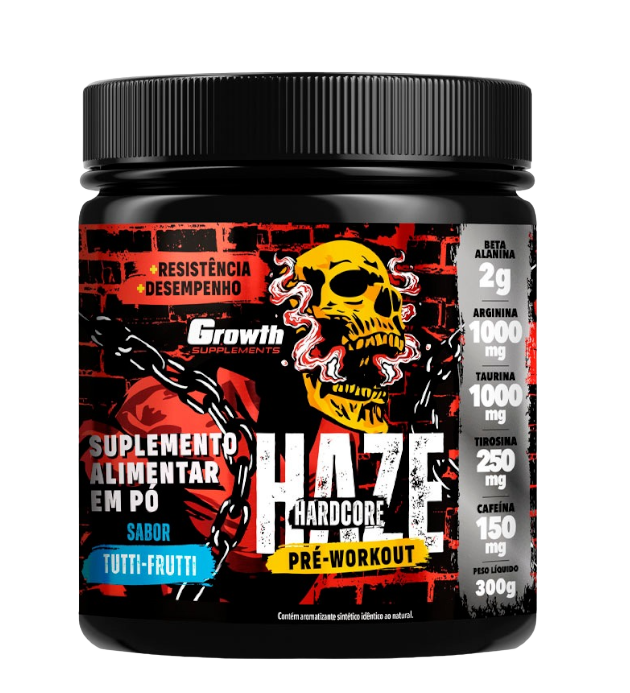 +RESISTÊNCIA
+DESEMPENHO
Growth
SUPPLEMENTS
SUPLEMENTO
ALIMENTAR
EM PÓ
SABOR
TUTTI-FRUTTI
HAZE
HARDCORE
PRÉ-WORKOUT
Contém aromatizante sintético idêntico ao natural.
BETA
ALANINA
2g
ARGININA
1000
mg
TAURINA
1000
mg
TIROSINA
250
mg
CAFEÍNA
150
mg
PESO LÍQUIDO
300g